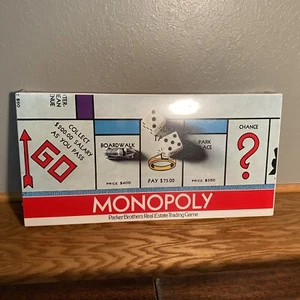 COLLECT
$200.00 SALARY
AS YOU PASS
GO
BOARDWALK
PRICE $400
PAY $75.00
PARK
PLACE
PRICE $350
CHANCE
?
MONOPOLY
Parker Brothers Real Estate Trading Game